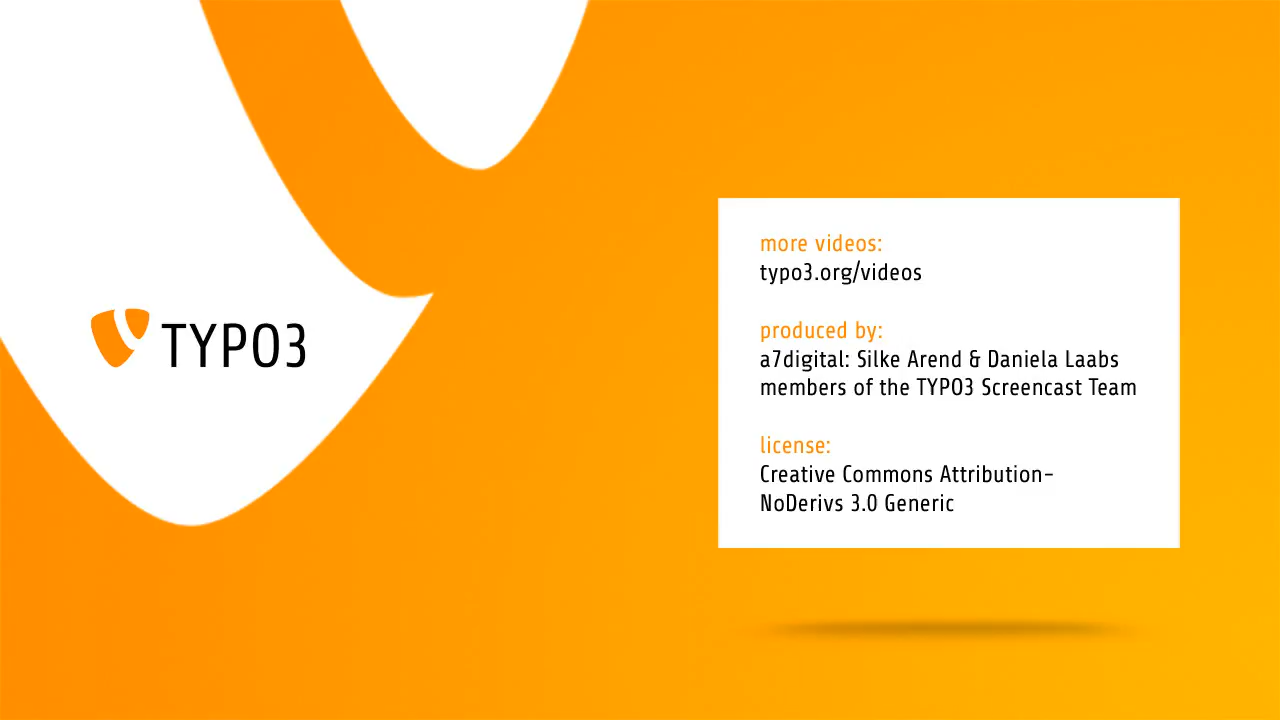 TYPO3
more videos:
typo3.org/videos
produced by:
a7digital: Silke Arend & Daniela Laabs
members of the TYPO3 Screencast Team
license:
Creative Commons Attribution-
NoDerivs 3.0 Generic